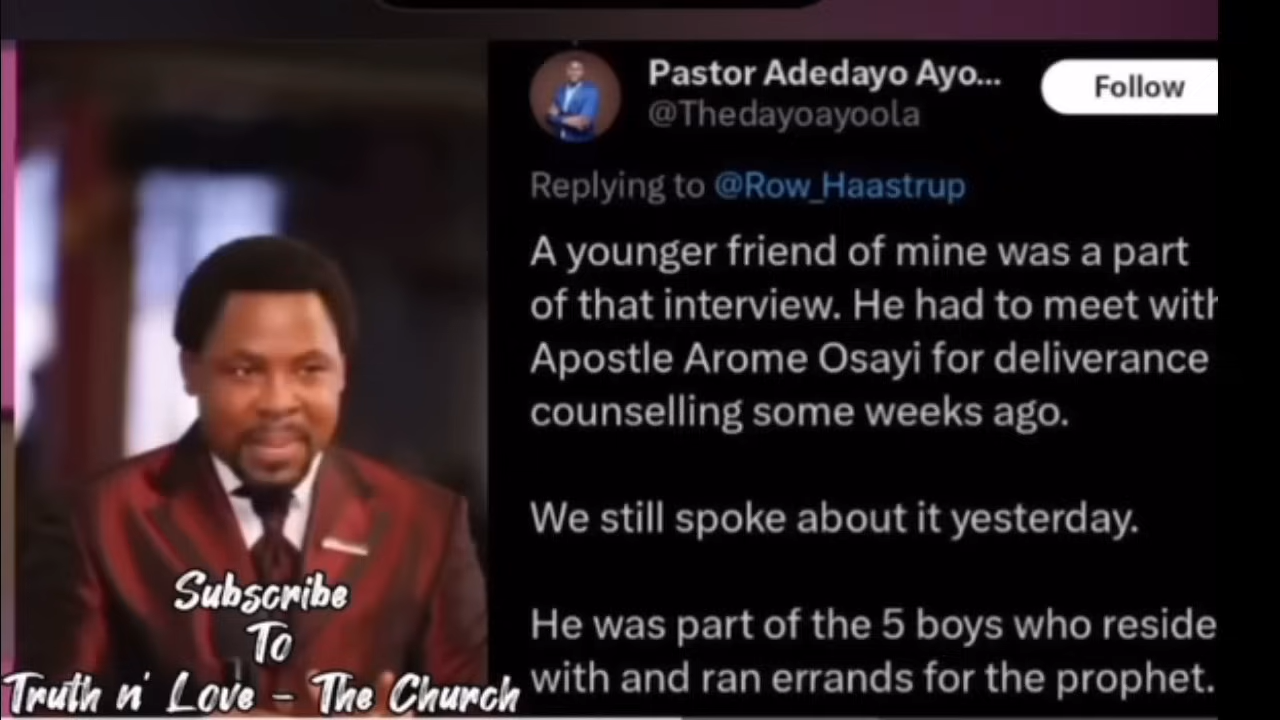 Pastor Adedayo Ayo...
@Thedayoayoola
Follow
Replying to @Row_Haastrup
A younger friend of mine was a part
of that interview. He had to meet with
Apostle Arome Osayi for deliverance
counselling some weeks ago.
We still spoke about it yesterday.
He was part of the 5 boys who reside
with and ran errands for the prophet.
Subscribe
To
Truth n' Love - The Church